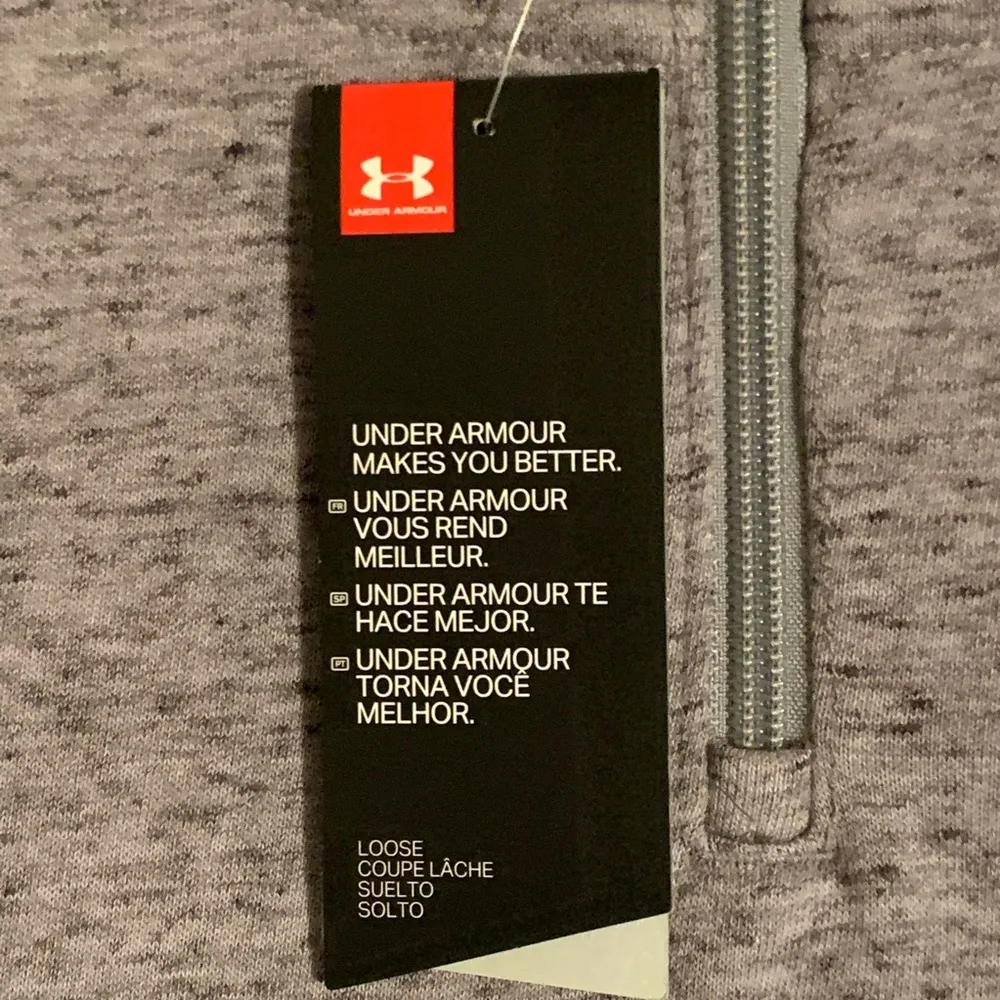 UNDER ARMOUR
UNDER ARMOUR
MAKES YOU BETTER.
FR UNDER ARMOUR
VOUS REND
MEILLEUR.
SP UNDER ARMOUR TE
HACE MEJOR.
PT UNDER ARMOUR
TORNA VOCÊ
MELHOR.
LOOSE
COUPE LÂCHE
SUELTO
SOLTO